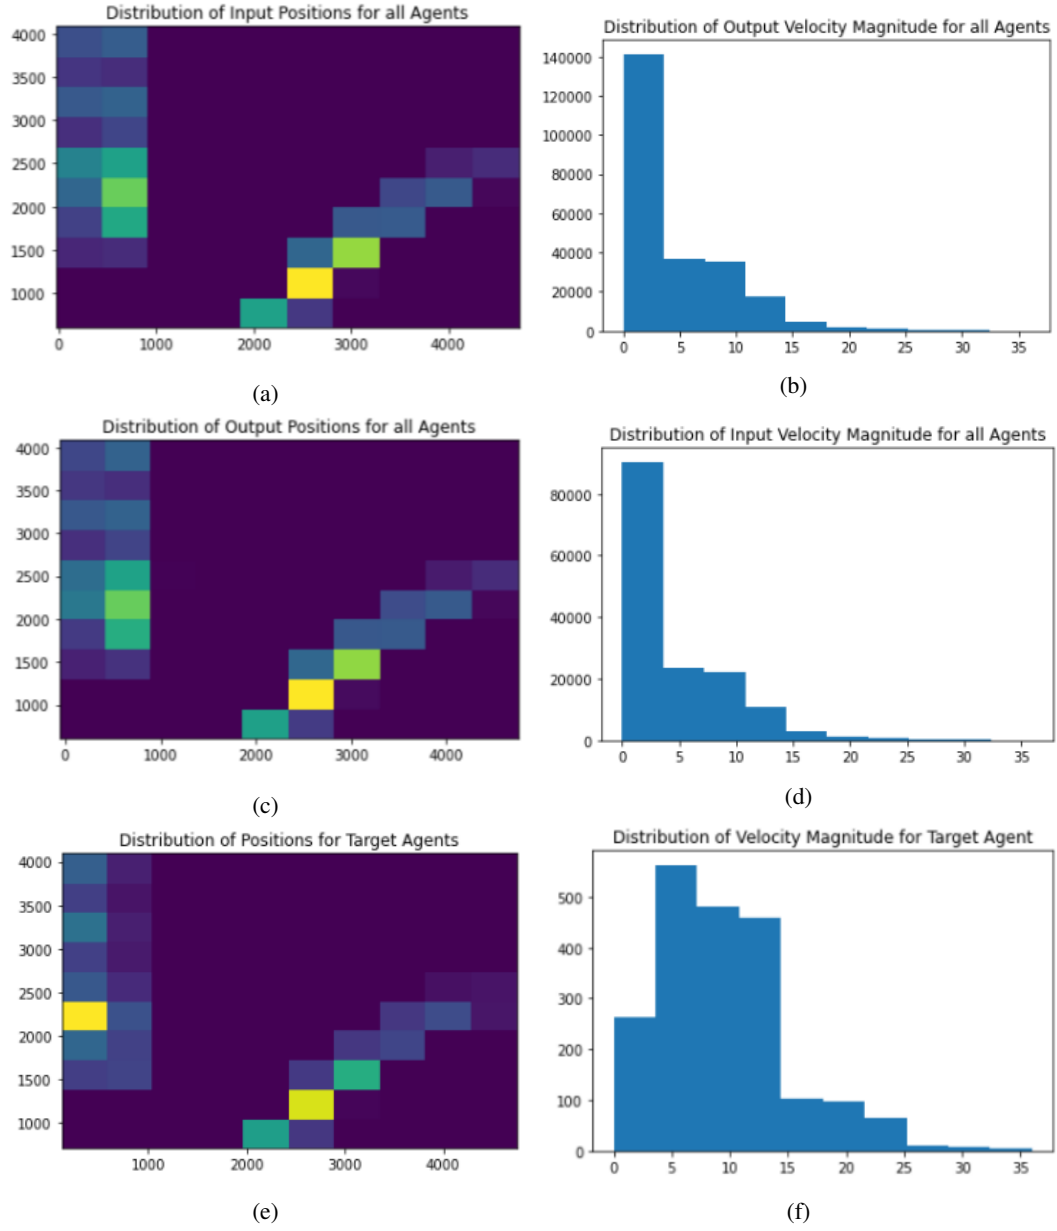 Distribution of Input Positions for all Agents
4000
3500
3000
2500
2000
1500
1000
0 1000 2000 3000 4000
(a)
Distribution of Output Velocity Magnitude for all Agents
140000
120000
100000
80000
60000
40000
20000
0
0 5 10 15 20 25 30 35
(b)
Distribution of Output Positions for all Agents
4000
3500
3000
2500
2000
1500
1000
0 1000 2000 3000 4000
(c)
Distribution of Input Velocity Magnitude for all Agents
80000
60000
40000
20000
0
0 5 10 15 20 25 30 35
(d)
Distribution of Positions for Target Agents
4000
3500
3000
2500
2000
1500
1000
1000 2000 3000 4000
(e)
Distribution of Velocity Magnitude for Target Agent
500
400
300
200
100
0
0 5 10 15 20 25 30 35
(f)